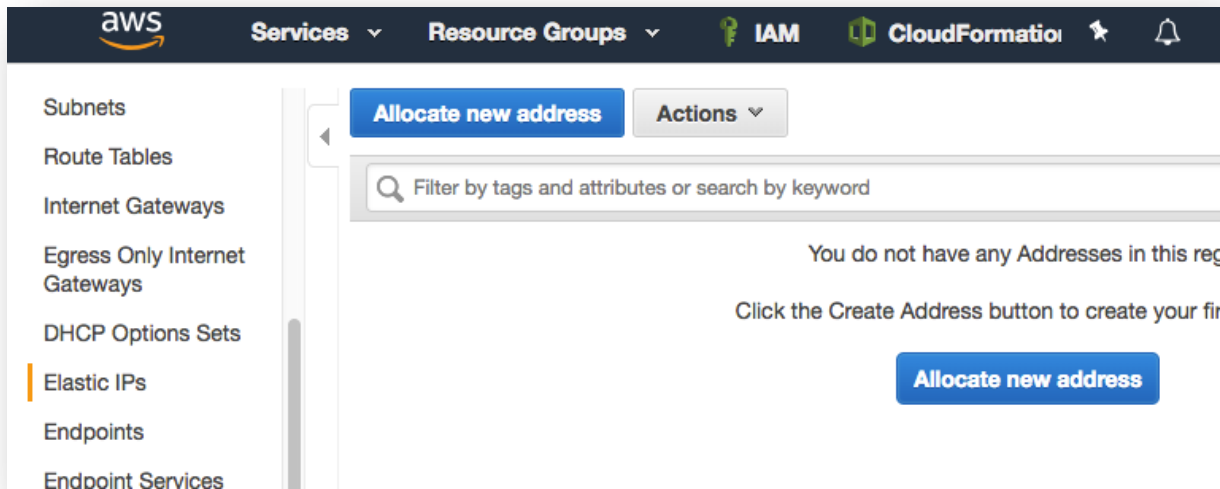 aws
Services
Resource Groups
IAM
CloudFormatio
Subnets
Route Tables
Internet Gateways
Egress Only Internet
Gateways
DHCP Options Sets
Elastic IPs
Endpoints
Endpoint Services
Allocate new address
Actions
Filter by tags and attributes or search by keyword
You do not have any Addresses in this reg
Click the Create Address button to create your fir
Allocate new address